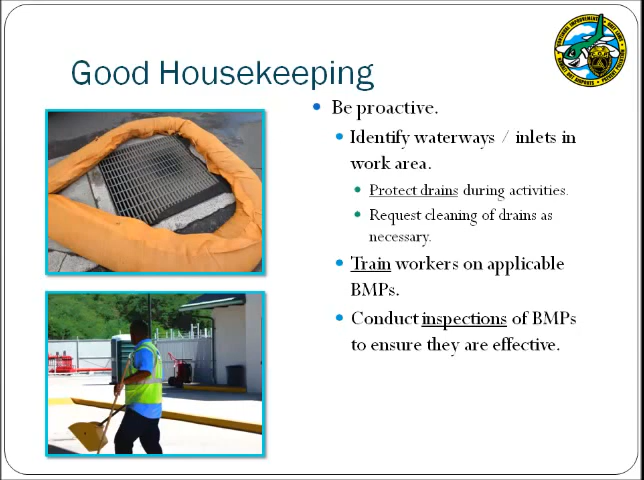 Good Housekeeping
Be proactive.
Identify waterways / inlets in
work area.
Protect drains during activities.
Request cleaning of drains as
necessary.
Train workers on applicable
BMPs.
Conduct inspections of BMPs
to ensure they are effective.